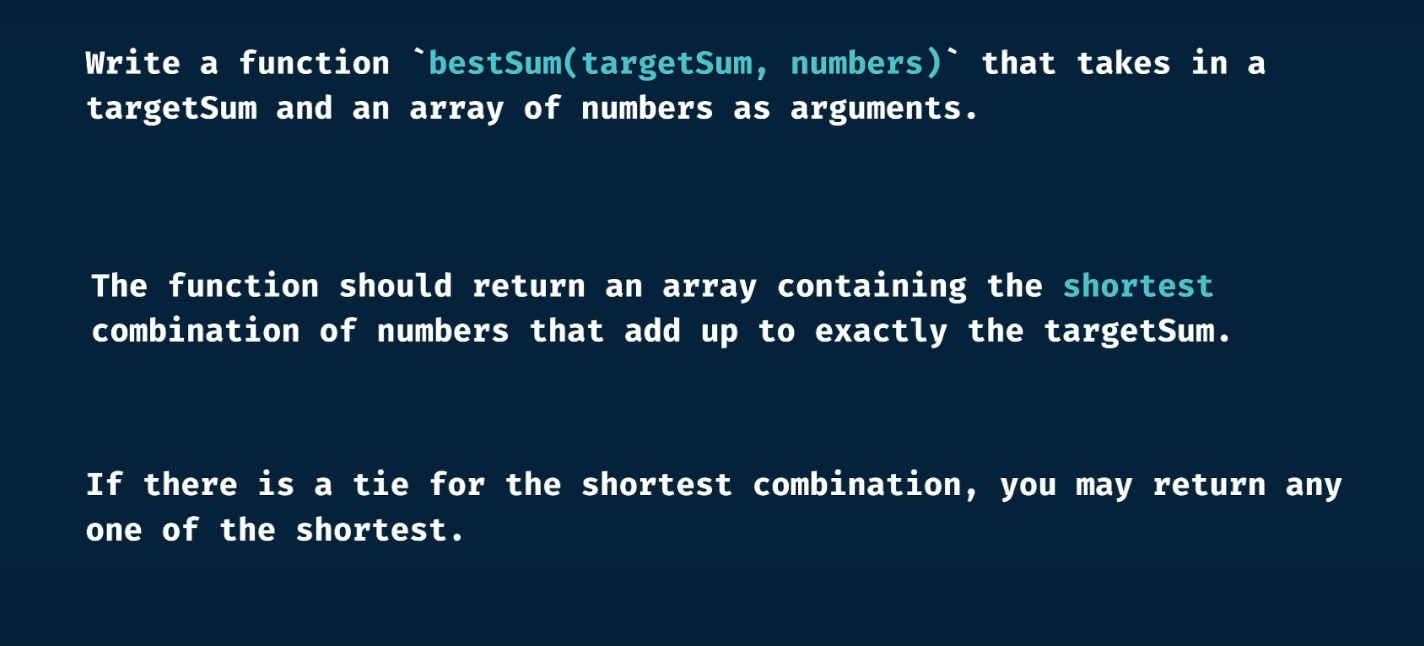 Write a function `bestSum(targetSum, numbers)` that takes in a
targetSum and an array of numbers as arguments.
The function should return an array containing the shortest
combination of numbers that add up to exactly the targetSum.
If there is a tie for the shortest combination, you may return any
one of the shortest.